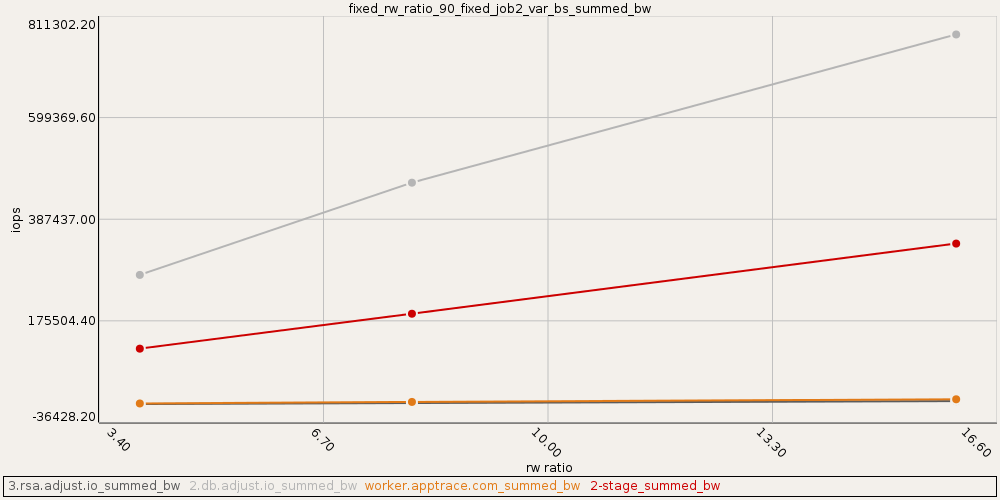 fixed_rw_ratio_90_fixed_job2_var_bs_summed_bw
811302.20
599369.60
387437.00
175504.40
-36428.20
iops
3.40 6.70 10.00 13.30 16.60
rw ratio
3.rsa.adjust.io_summed_bw 2.db.adjust.io_summed_bw worker.apptrace.com_summed_bw 2-stage_summed_bw